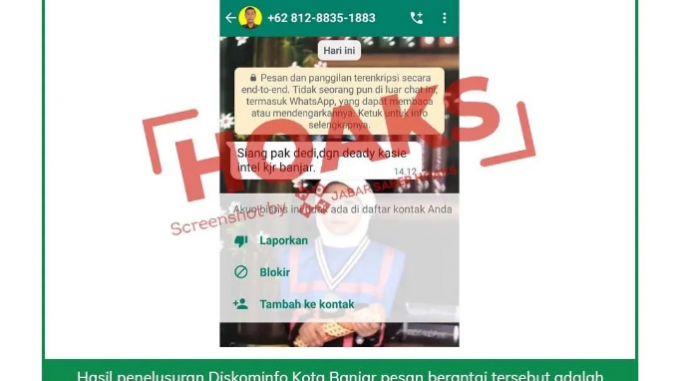 +62 812-8835-1883
Hari ini
Pesan dan panggilan terenkripsi secara
end-to-end. Tidak seorang pun di luar chat ini,
termasuk WhatsApp, yang dapat membaca
atau mendengarkannya. Ketuk untuk info
selengkapnya.
HOAKS
Siang pak dedi,dgn deady kasie
intel kjr banjar.
14.12
Screenshot by JABAR SABER HOAKS
Akun bisnis ini tidak ada di daftar kontak Anda
Laporkan
Blokir
Tambah ke kontak
Hasil penelusuran Diskominfo Kota Banjar pesan berantai tersebut adalah